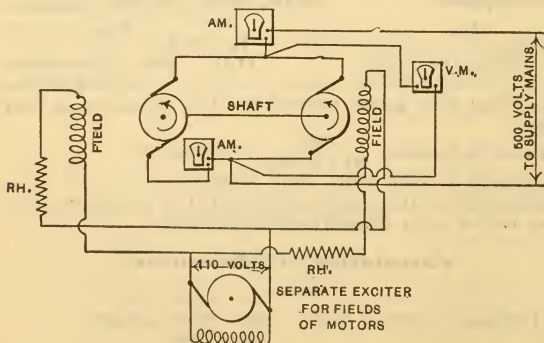 AM.
V.M.
SHAFT
FIELD
FIELD
AM.
500 VOLTS
TO SUPPLY MAINS
RH.
110 VOLTS
RH'.
SEPARATE EXCITER
FOR FIELDS
OF MOTORS